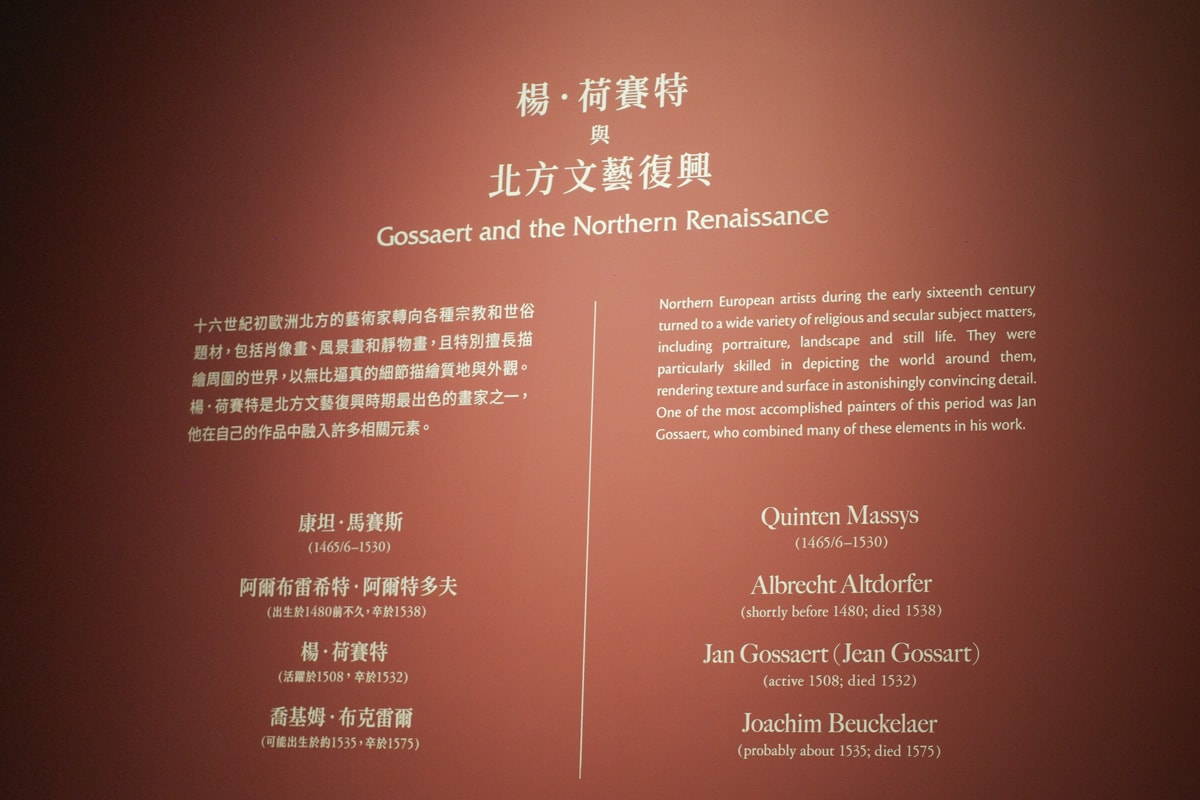 楊·荷賽特
與
北方文藝復興
Gossaert and the Northern Renaissance
十六世紀初歐洲北方的藝術家轉向各種宗教和世俗
題材，包括肖像畫、風景畫和靜物畫，且特別擅長描
繪周圍的世界，以無比逼真的細節描繪質地與外觀。
楊·荷賽特是北方文藝復興時期最出色的畫家之一，
他在自己的作品中融入許多相關元素。
康坦·馬賽斯
(1465/6–1530)
阿爾布雷希特·阿爾特多夫
(出生於1480前不久，卒於1538)
楊·荷賽特
(活躍於1508，卒於1532)
喬基姆·布克雷爾
(可能出生於約1535，卒於1575)
Northern European artists during the early sixteenth century
turned to a wide variety of religious and secular subject matters,
including portraiture, landscape and still life. They were
particularly skilled in depicting the world around them,
rendering texture and surface in astonishingly convincing detail.
One of the most accomplished painters of this period was Jan
Gossaert, who combined many of these elements in his work.
Quinten Massys
(1465/6–1530)
Albrecht Altdorfer
(shortly before 1480; died 1538)
Jan Gossaert (Jean Gossart)
(active 1508; died 1532)
Joachim Beuckelaer
(probably about 1535; died 1575)